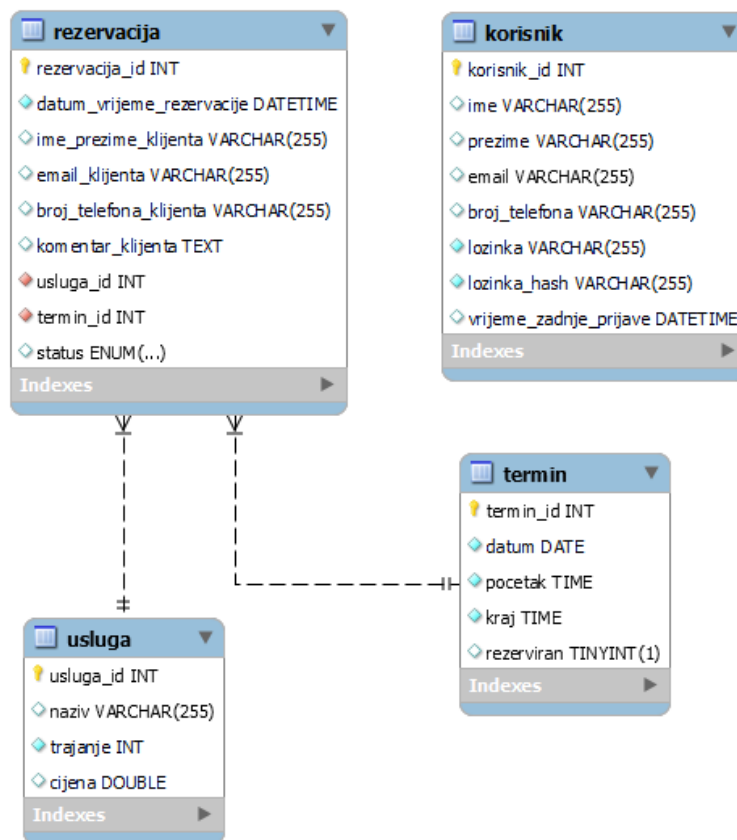 rezervacija
rezervacija_id INT
datum_vrijeme_rezervacije DATETIME
ime_prezime_klijenta VARCHAR(255)
email_klijenta VARCHAR(255)
broj_telefona_klijenta VARCHAR(255)
komentar_klijenta TEXT
usluga_id INT
termin_id INT
status ENUM(...)
Indexes
korisnik
korisnik_id INT
ime VARCHAR(255)
prezime VARCHAR(255)
email VARCHAR(255)
broj_telefona VARCHAR(255)
lozinka VARCHAR(255)
lozinka_hash VARCHAR(255)
vrijeme_zadnje_prijave DATETIME
Indexes
termin
termin_id INT
datum DATE
pocetak TIME
kraj TIME
rezerviran TINYINT(1)
Indexes
usluga
usluga_id INT
naziv VARCHAR(255)
trajanje INT
cijena DOUBLE
Indexes